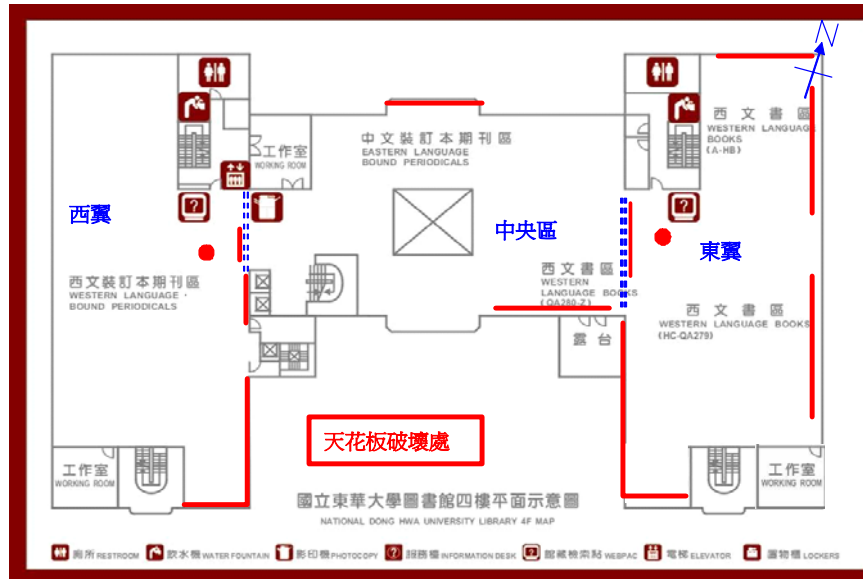 N
西文書區
WESTERN LANGUAGE
BOOKS
(A-HB)
中文裝訂本期刊區
EASTERN LANGUAGE
BOUND PERIODICALS
工作室
WORKING ROOM
西翼
中央區
東翼
西文裝訂本期刊區
WESTERN LANGUAGE ·
BOUND PERIODICALS
西文書區
WESTERN
LANGUAGE BOOKS
(QA280-Z)
西文書區
WESTERN LANGUAGE BOOKS
(HC-QA279)
露台
天花板破壞處
工作室
WORKING ROOM
工作室
WORKING ROOM
國立東華大學圖書館四樓平面示意圖
NATIONAL DONG HWA UNIVERSITY LIBRARY 4F MAP
廁所 RESTROOM 飲水機 WATER FOUNTAIN 影印機 PHOTOCOPY 服務檯 INFORMATION DESK 館藏檢索點 WEBPAC 電梯 ELEVATOR 置物櫃 LOCKERS